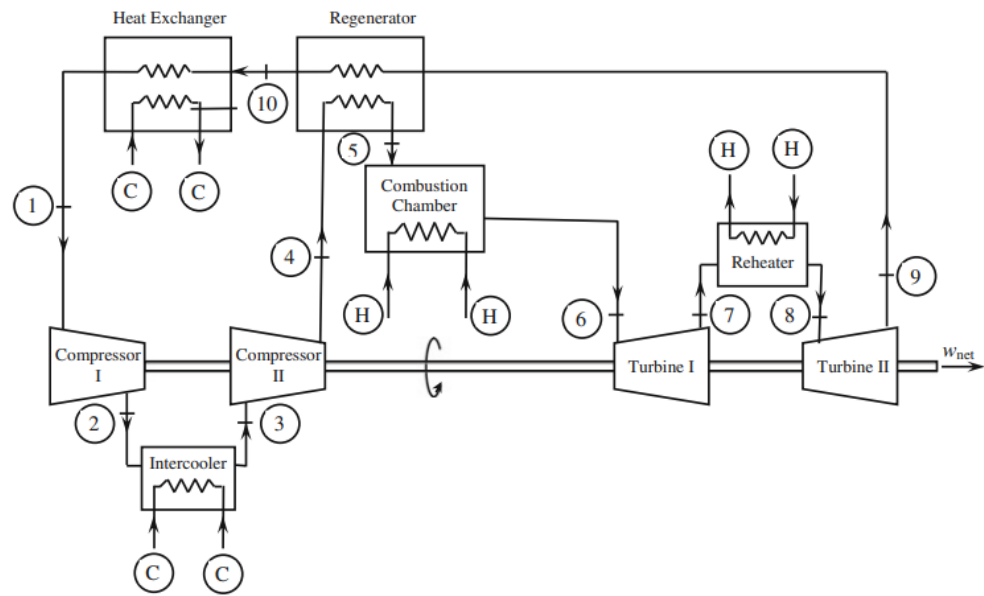 Heat Exchanger
Regenerator
10
5
C
C
1
Combustion
Chamber
H
H
4
Reheater
9
H
H
6
7
8
Compressor
I
Compressor
II
Turbine I
Turbine II
wnet
2
3
Intercooler
C
C